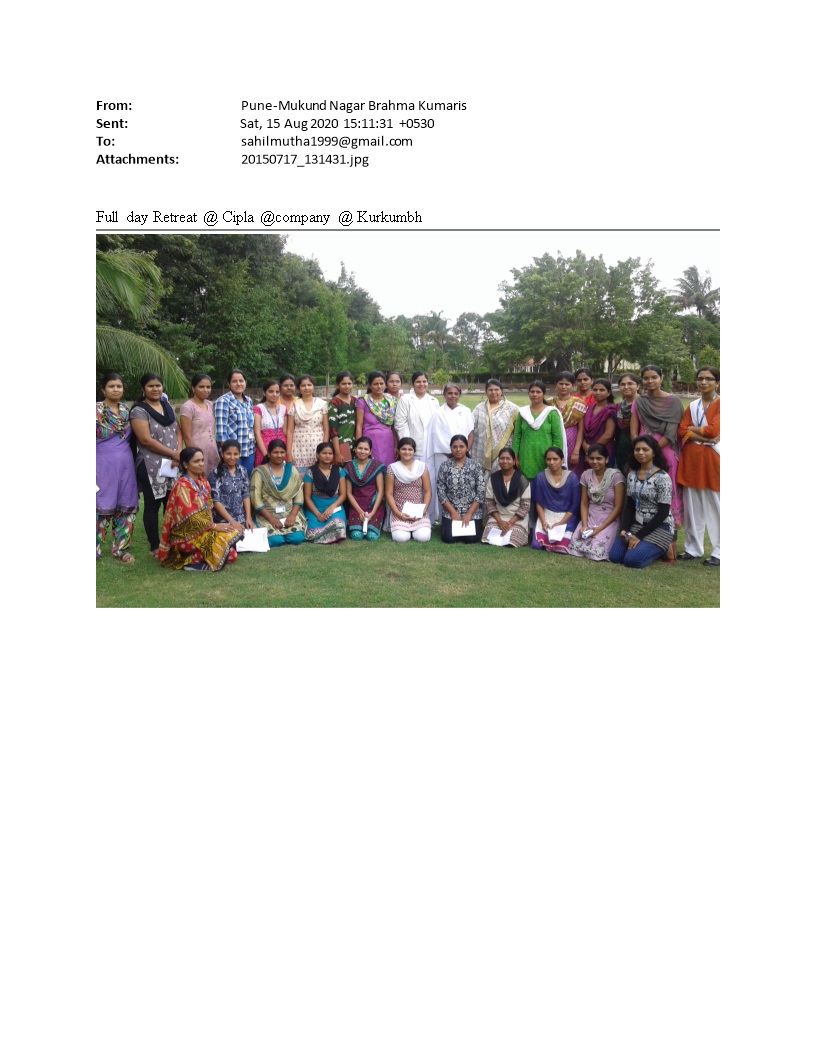 From: Pune-Mukund Nagar Brahma Kumaris
Sent: Sat, 15 Aug 2020 15:11:31 +0530
To: sahilmutha1999@gmail.com
Attachments: 20150717_131431.jpg
Full day Retreat @ Cipla @company @ Kurkumbh